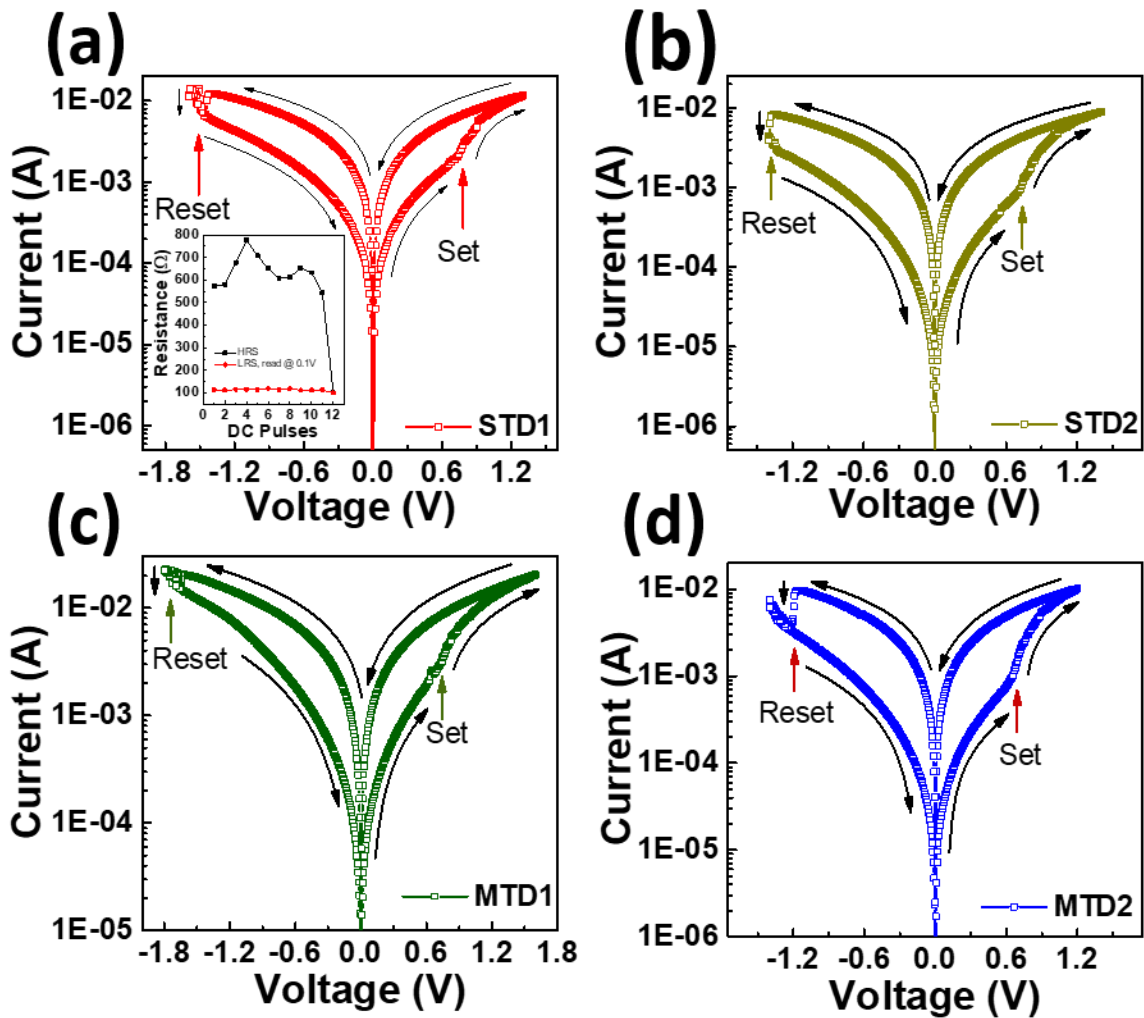 (a)
1E-02
1E-03
1E-04
1E-05
1E-06
Current (A)
Reset
Set
800
700
600
500
400
300
200
100
Resistance (Ω)
HRS
LRS, read @ 0.1V
0 2 4 6 8 10 12
DC Pulses
STD1
-1.8 -1.2 -0.6 0.0 0.6 1.2 1.8
Voltage (V)
(b)
1E-02
1E-03
1E-04
1E-05
1E-06
Current (A)
Reset
Set
STD2
-1.2 -0.6 0.0 0.6 1.2
Voltage (V)
(c)
1E-02
1E-03
1E-04
1E-05
Current (A)
Reset
Set
MTD1
-1.8 -1.2 -0.6 0.0 0.6 1.2 1.8
Voltage (V)
(d)
1E-02
1E-03
1E-04
1E-05
1E-06
Current (A)
Reset
Set
MTD2
-1.2 -0.6 0.0 0.6 1.2
Voltage (V)